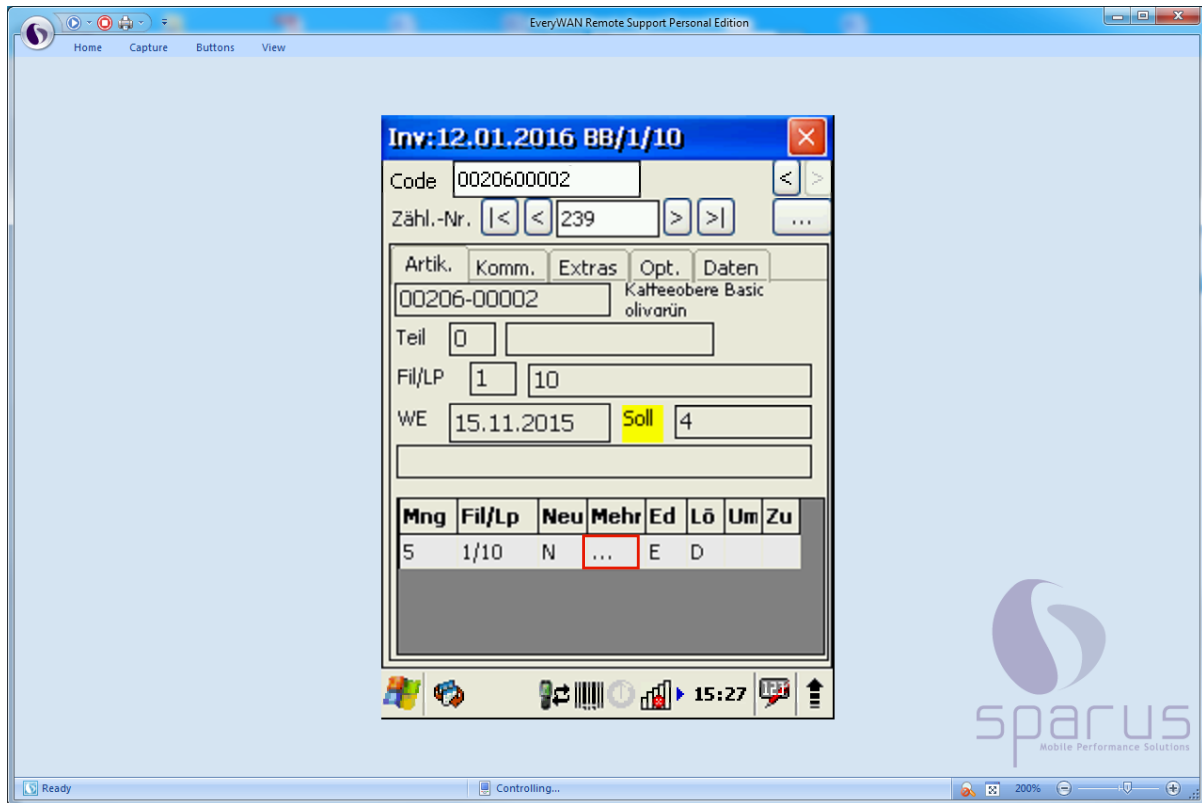 EveryWAN Remote Support Personal Edition
Home Capture Buttons View
Inv:12.01.2016 BB/1/10
Code 0020600002 < >
Zähl.-Nr. |< < 239 > >| ...
Artik. Komm. Extras Opt. Daten
00206-00002 Kaffeeobere Basic
olivgrün
Teil 0
Fil/LP 1 10
WE 15.11.2015 Soll 4
Mng Fil/Lp Neu Mehr Ed Lö Um Zu
5 1/10 N ... E D
15:27 123
sparus
Mobile Performance Solutions
Ready Controlling... 200%